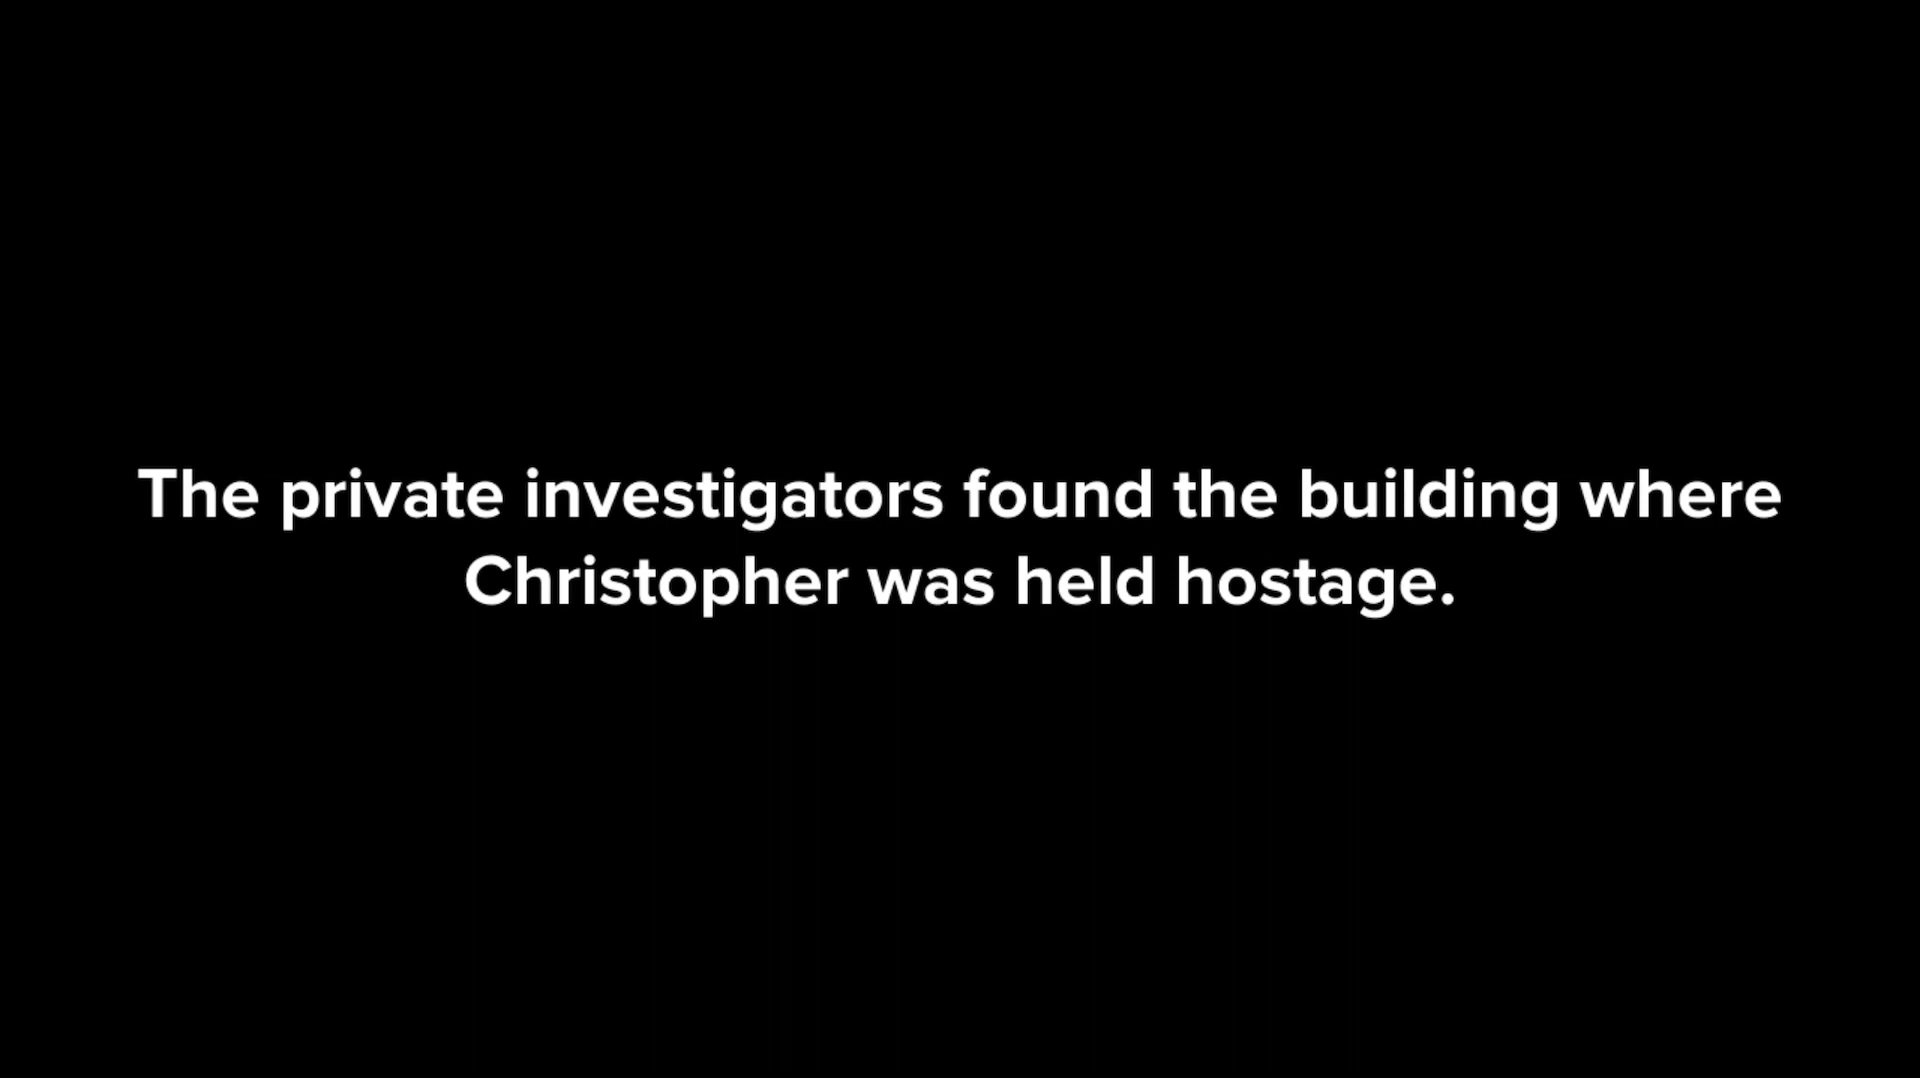 The private investigators found the building where
Christopher was held hostage.